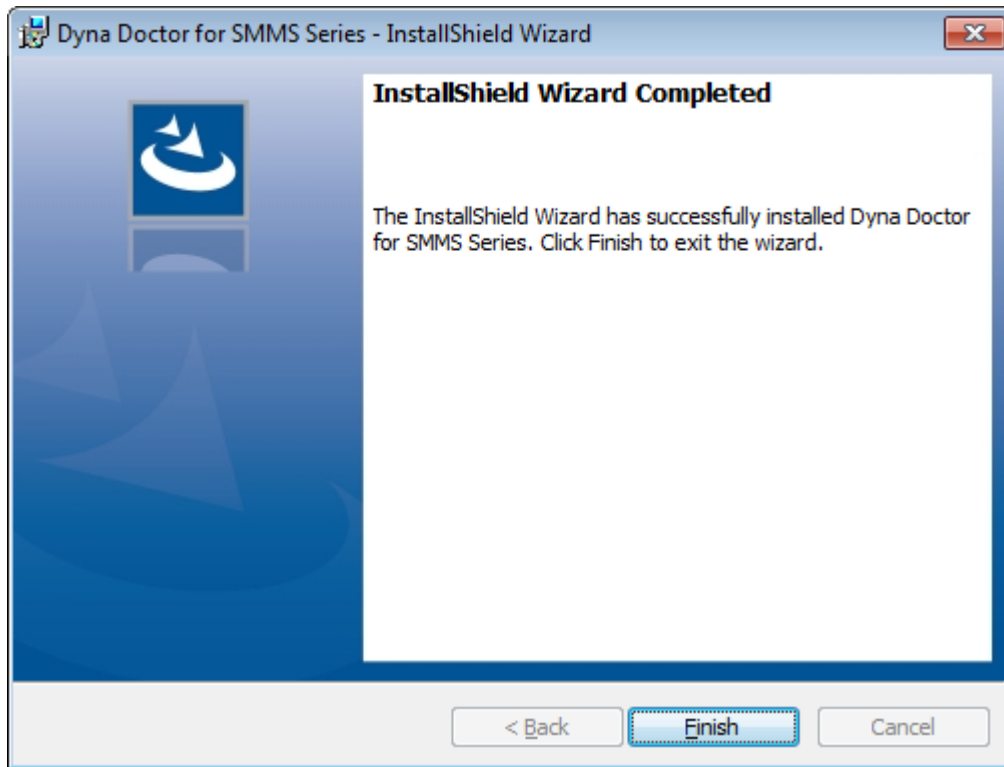 Dyna Doctor for SMMS Series - InstallShield Wizard
InstallShield Wizard Completed
The InstallShield Wizard has successfully installed Dyna Doctor
for SMMS Series. Click Finish to exit the wizard.
< Back
Finish
Cancel